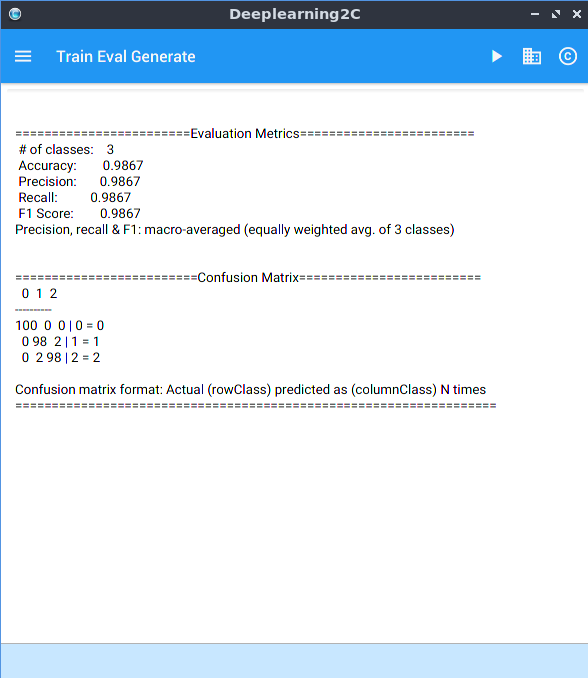 Deeplearning2C
Train Eval Generate
========================Evaluation Metrics========================
# of classes: 3
Accuracy: 0.9867
Precision: 0.9867
Recall: 0.9867
F1 Score: 0.9867
Precision, recall & F1: macro-averaged (equally weighted avg. of 3 classes)
=========================Confusion Matrix=========================
0 1 2
----------
100 0 0 | 0 = 0
0 98 2 | 1 = 1
0 2 98 | 2 = 2
Confusion matrix format: Actual (rowClass) predicted as (columnClass) N times
==================================================================